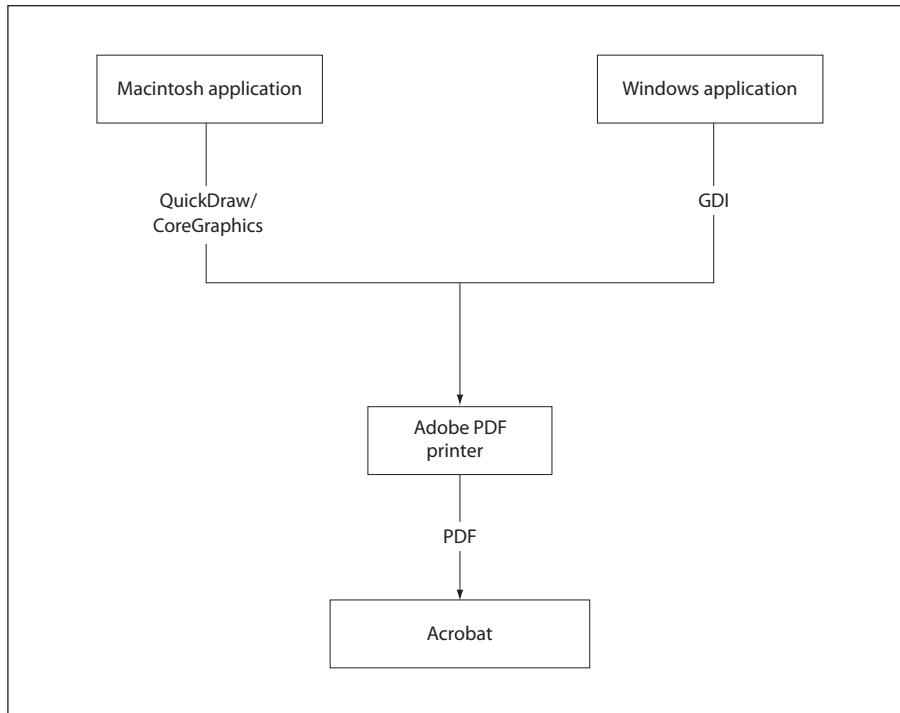 Macintosh application
Windows application
QuickDraw/
CoreGraphics
GDI
Adobe PDF
printer
PDF
Acrobat